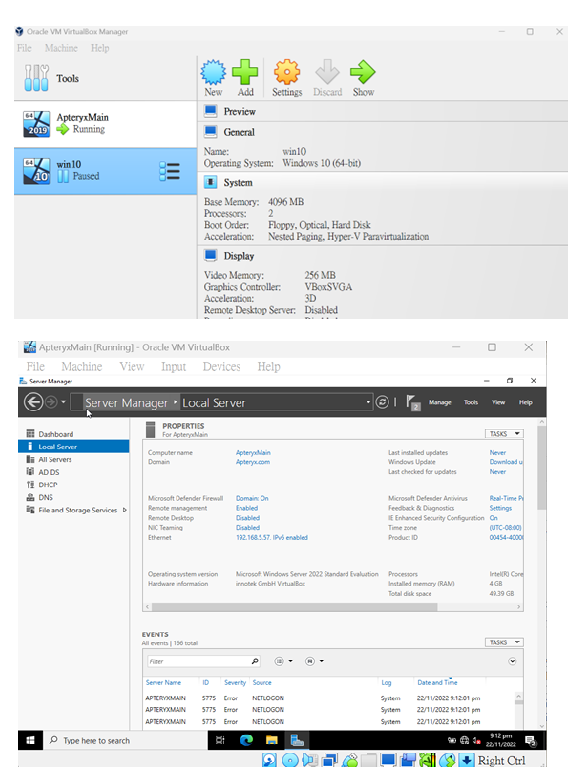 Oracle VM VirtualBox Manager
File Machine Help
Tools
New Add Settings Discard Show
64
2019
ApteryxMain
Running
64
10
win10
Paused
Preview
General
Name: win10
Operating System: Windows 10 (64-bit)
System
Base Memory: 4096 MB
Processors: 2
Boot Order: Floppy, Optical, Hard Disk
Acceleration: Nested Paging, Hyper-V Paravirtualization
Display
Video Memory: 256 MB
Graphics Controller: VBoxSVGA
Acceleration: 3D
Remote Desktop Server: Disabled
ApteryxMain [Running] - Oracle VM VirtualBox
File Machine View Input Devices Help
Server Manager
Server Manager Local Server
2
Manage Tools View Help
Dashboard
Local Server
All Servers
AD DS
DHCP
DNS
File and Storage Services
PROPERTIES
For ApteryxMain
TASKS
Computer name ApteryxMain
Domain Apteryx.com
Last installed updates Never
Windows Update Download u
Last checked for updates Never
Microsoft Defender Firewall Domain: On
Remote management Enabled
Remote Desktop Disabled
NIC Teaming Disabled
Ethernet 192.168.5.57, IPv6 enabled
Microsoft Defender Antivirus Real-Time P
Feedback & Diagnostics Settings
IE Enhanced Security Configuration On
Time zone (UTC-08:00)
Product ID 00454-4000
Operating system version Microsoft Windows Server 2022 Standard Evaluation
Hardware information innotek GmbH VirtualBox
Processors Intel(R) Core
Installed memory (RAM) 4 GB
Total disk space 49.39 GB
EVENTS
All events | 190 total
TASKS
Filter
Server Name ID Severity Source Log Date and Time
APTERYXMAIN 5775 Error NETLOGON System 22/11/2022 9:12:01 pm
APTERYXMAIN 5775 Error NETLOGON System 22/11/2022 9:12:01 pm
APTERYXMAIN 5775 Error NETLOGON System 22/11/2022 9:12:01 pm
Type here to search
9:12 pm
22/11/2022
Right Ctrl